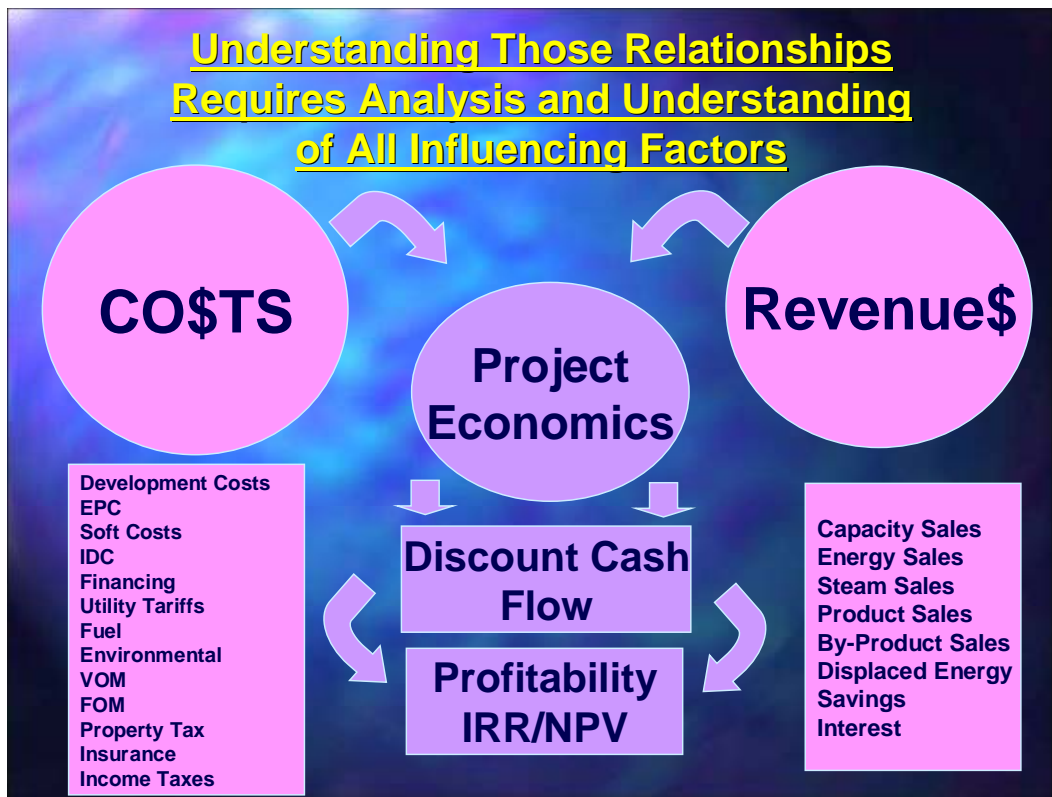 Understanding Those Relationships
Requires Analysis and Understanding
of All Influencing Factors
CO$TS
Revenue$
Project
Economics
Development Costs
EPC
Soft Costs
IDC
Financing
Utility Tariffs
Fuel
Environmental
VOM
FOM
Property Tax
Insurance
Income Taxes
Discount Cash
Flow
Profitability
IRR/NPV
Capacity Sales
Energy Sales
Steam Sales
Product Sales
By-Product Sales
Displaced Energy
Savings
Interest